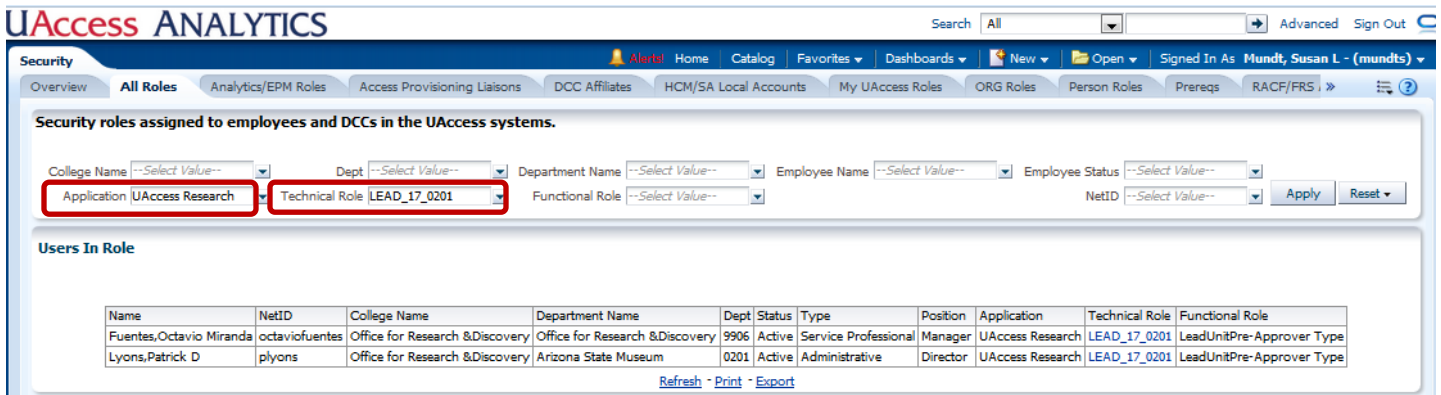 UAccess ANALYTICS Search All Advanced Sign Out
Security Alerts! Home Catalog Favorites Dashboards New Open Signed In As Mundt, Susan L - (mundts)
Overview All Roles Analytics/EPM Roles Access Provisioning Liaisons DCC Affiliates HCM/SA Local Accounts My UAccess Roles ORG Roles Person Roles Prereqs RACF/FRS »
Security roles assigned to employees and DCCs in the UAccess systems.
College Name --Select Value-- Dept --Select Value-- Department Name --Select Value-- Employee Name --Select Value-- Employee Status --Select Value--
Application UAccess Research Technical Role LEAD_17_0201 Functional Role --Select Value-- NetID --Select Value-- Apply Reset
Users In Role
Name NetID College Name Department Name Dept Status Type Position Application Technical Role Functional Role
Fuentes,Octavio Miranda octaviofuentes Office for Research &Discovery Office for Research &Discovery 9906 Active Service Professional Manager UAccess Research LEAD_17_0201 LeadUnitPre-Approver Type
Lyons,Patrick D plyons Office for Research &Discovery Arizona State Museum 0201 Active Administrative Director UAccess Research LEAD_17_0201 LeadUnitPre-Approver Type
Refresh - Print - Export